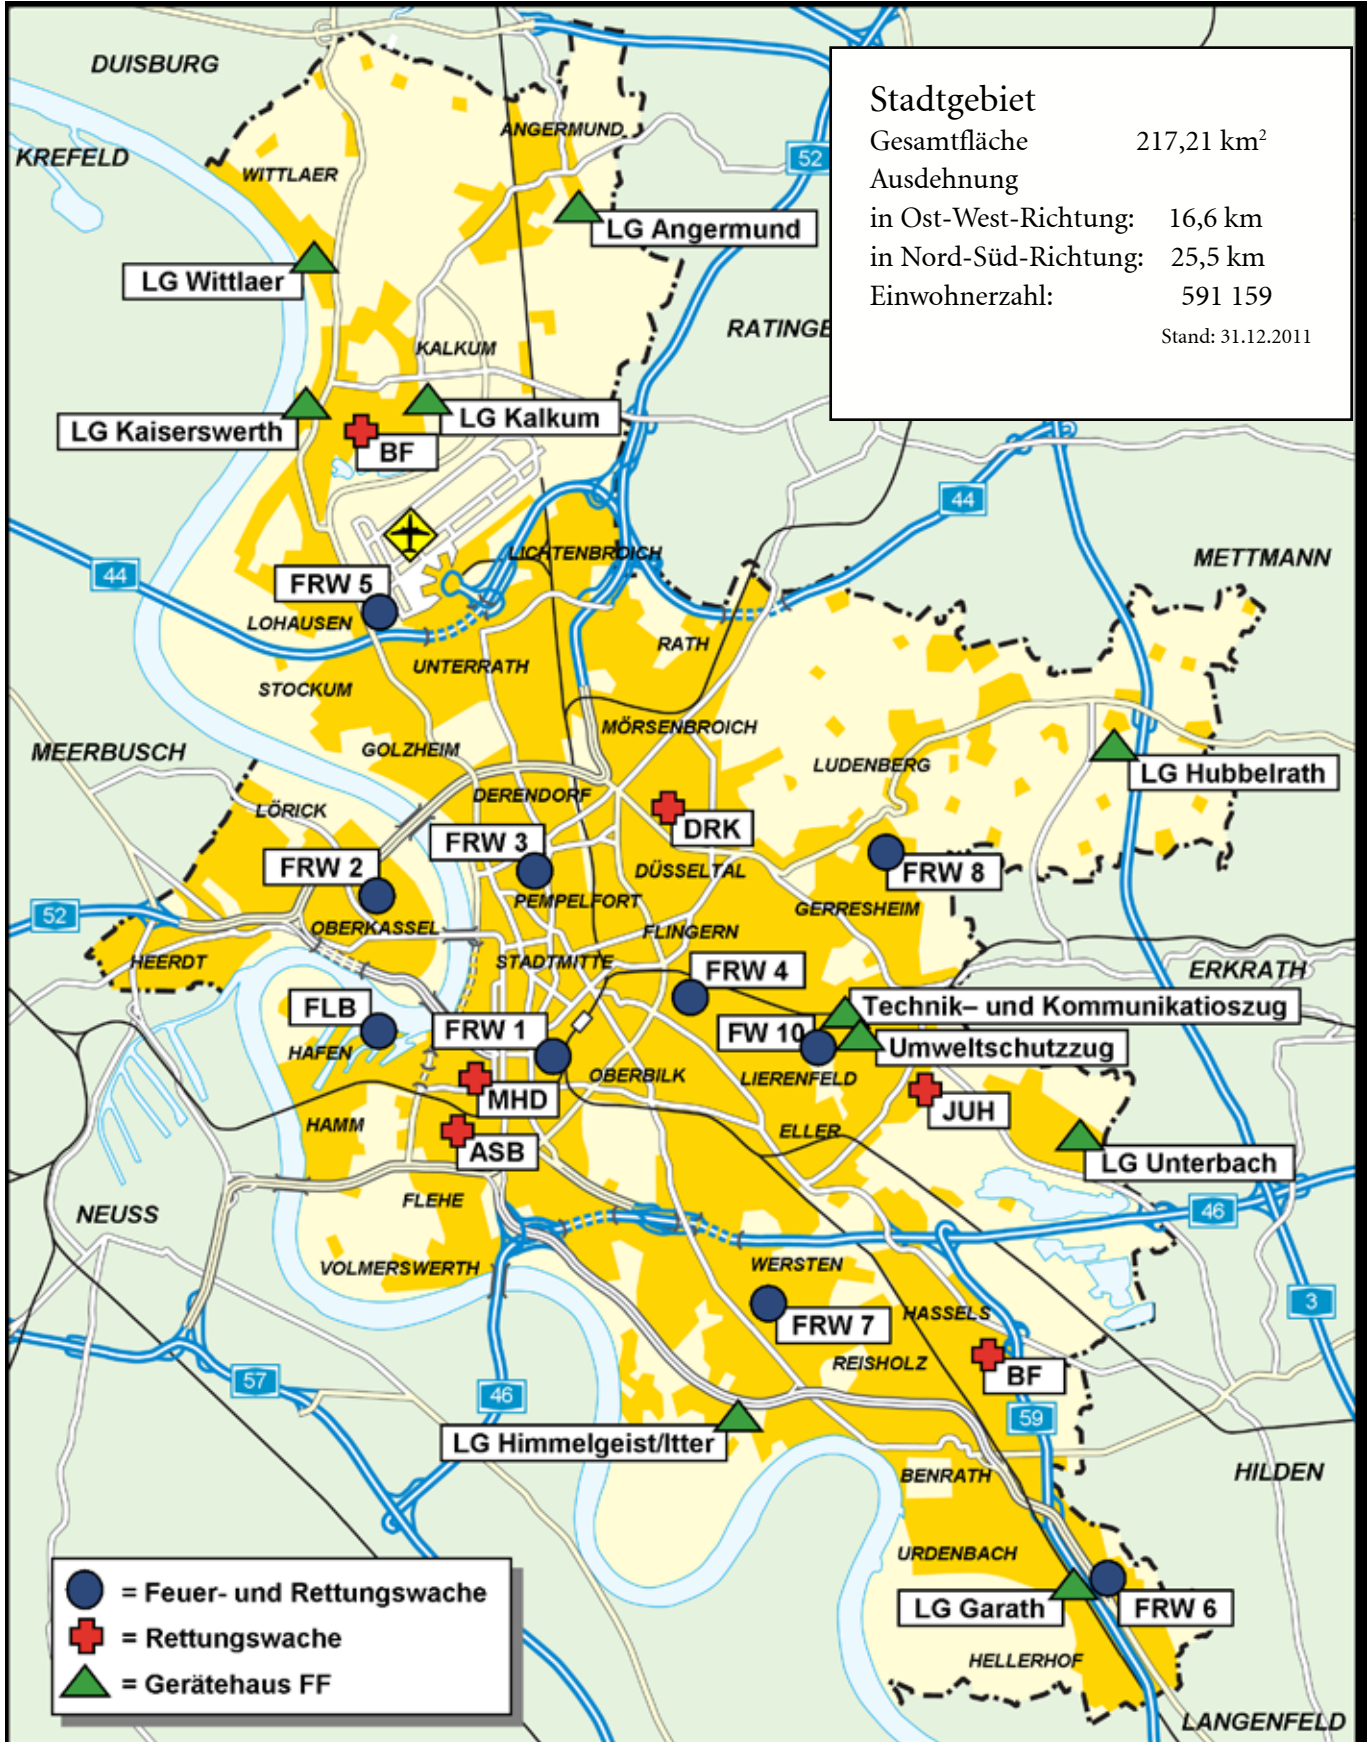 DUISBURG
KREFELD
Stadtgebiet
Gesamtfläche 217,21 km²
Ausdehnung
in Ost-West-Richtung: 16,6 km
in Nord-Süd-Richtung: 25,5 km
Einwohnerzahl: 591 159
Stand: 31.12.2011
ANGERMUND
52
WITTLAER
LG Angermund
LG Wittlaer
RATINGE
KALKUM
LG Kaiserswerth
LG Kalkum
BF
44
LICHTENBROICH
METTMANN
44
FRW 5
LOHAUSEN
RATH
UNTERRATH
STOCKUM
MÖRSENBROICH
MEERBUSCH
GOLZHEIM
LUDENBERG
LG Hubbelrath
DERENDORF
LÖRICK
DRK
FRW 3
FRW 2
DÜSSELTAL
FRW 8
PEMPELFORT
GERRESHEIM
52
OBERKASSEL
FLINGERN
HEERDT
STADTMITTE
FRW 4
ERKRATH
FLB
Technik– und Kommunikatioszug
FRW 1
FW 10
Umweltschutzzug
HAFEN
OBERBILK
LIERENFELD
MHD
JUH
HAMM
ELLER
ASB
LG Unterbach
FLEHE
NEUSS
46
VOLMERSWERTH
WERSTEN
3
HASSELS
FRW 7
REISHOLZ
BF
57
46
59
LG Himmelgeist/Itter
BENRATH
HILDEN
URDENBACH
LG Garath
FRW 6
HELLERHOF
LANGENFELD
= Feuer- und Rettungswache
= Rettungswache
= Gerätehaus FF